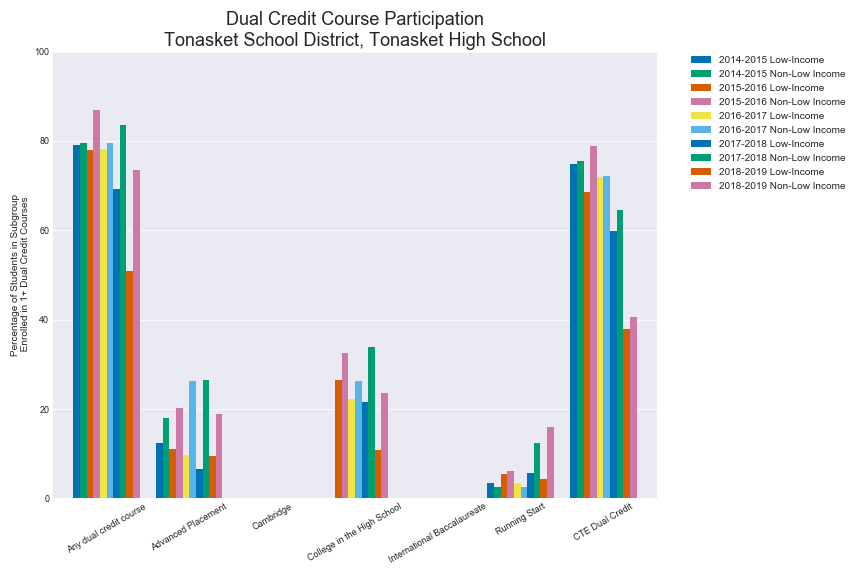 Dual Credit Course Participation
Tonasket School District, Tonasket High School
2014-2015 Low-Income
2014-2015 Non-Low Income
2015-2016 Low-Income
2015-2016 Non-Low Income
2016-2017 Low-Income
2016-2017 Non-Low Income
2017-2018 Low-Income
2017-2018 Non-Low Income
2018-2019 Low-Income
2018-2019 Non-Low Income
Percentage of Students in Subgroup
Enrolled in 1+ Dual Credit Courses
100
80
60
40
20
0
Any dual credit course
Advanced Placement
Cambridge
College in the High School
International Baccalaureate
Running Start
CTE Dual Credit